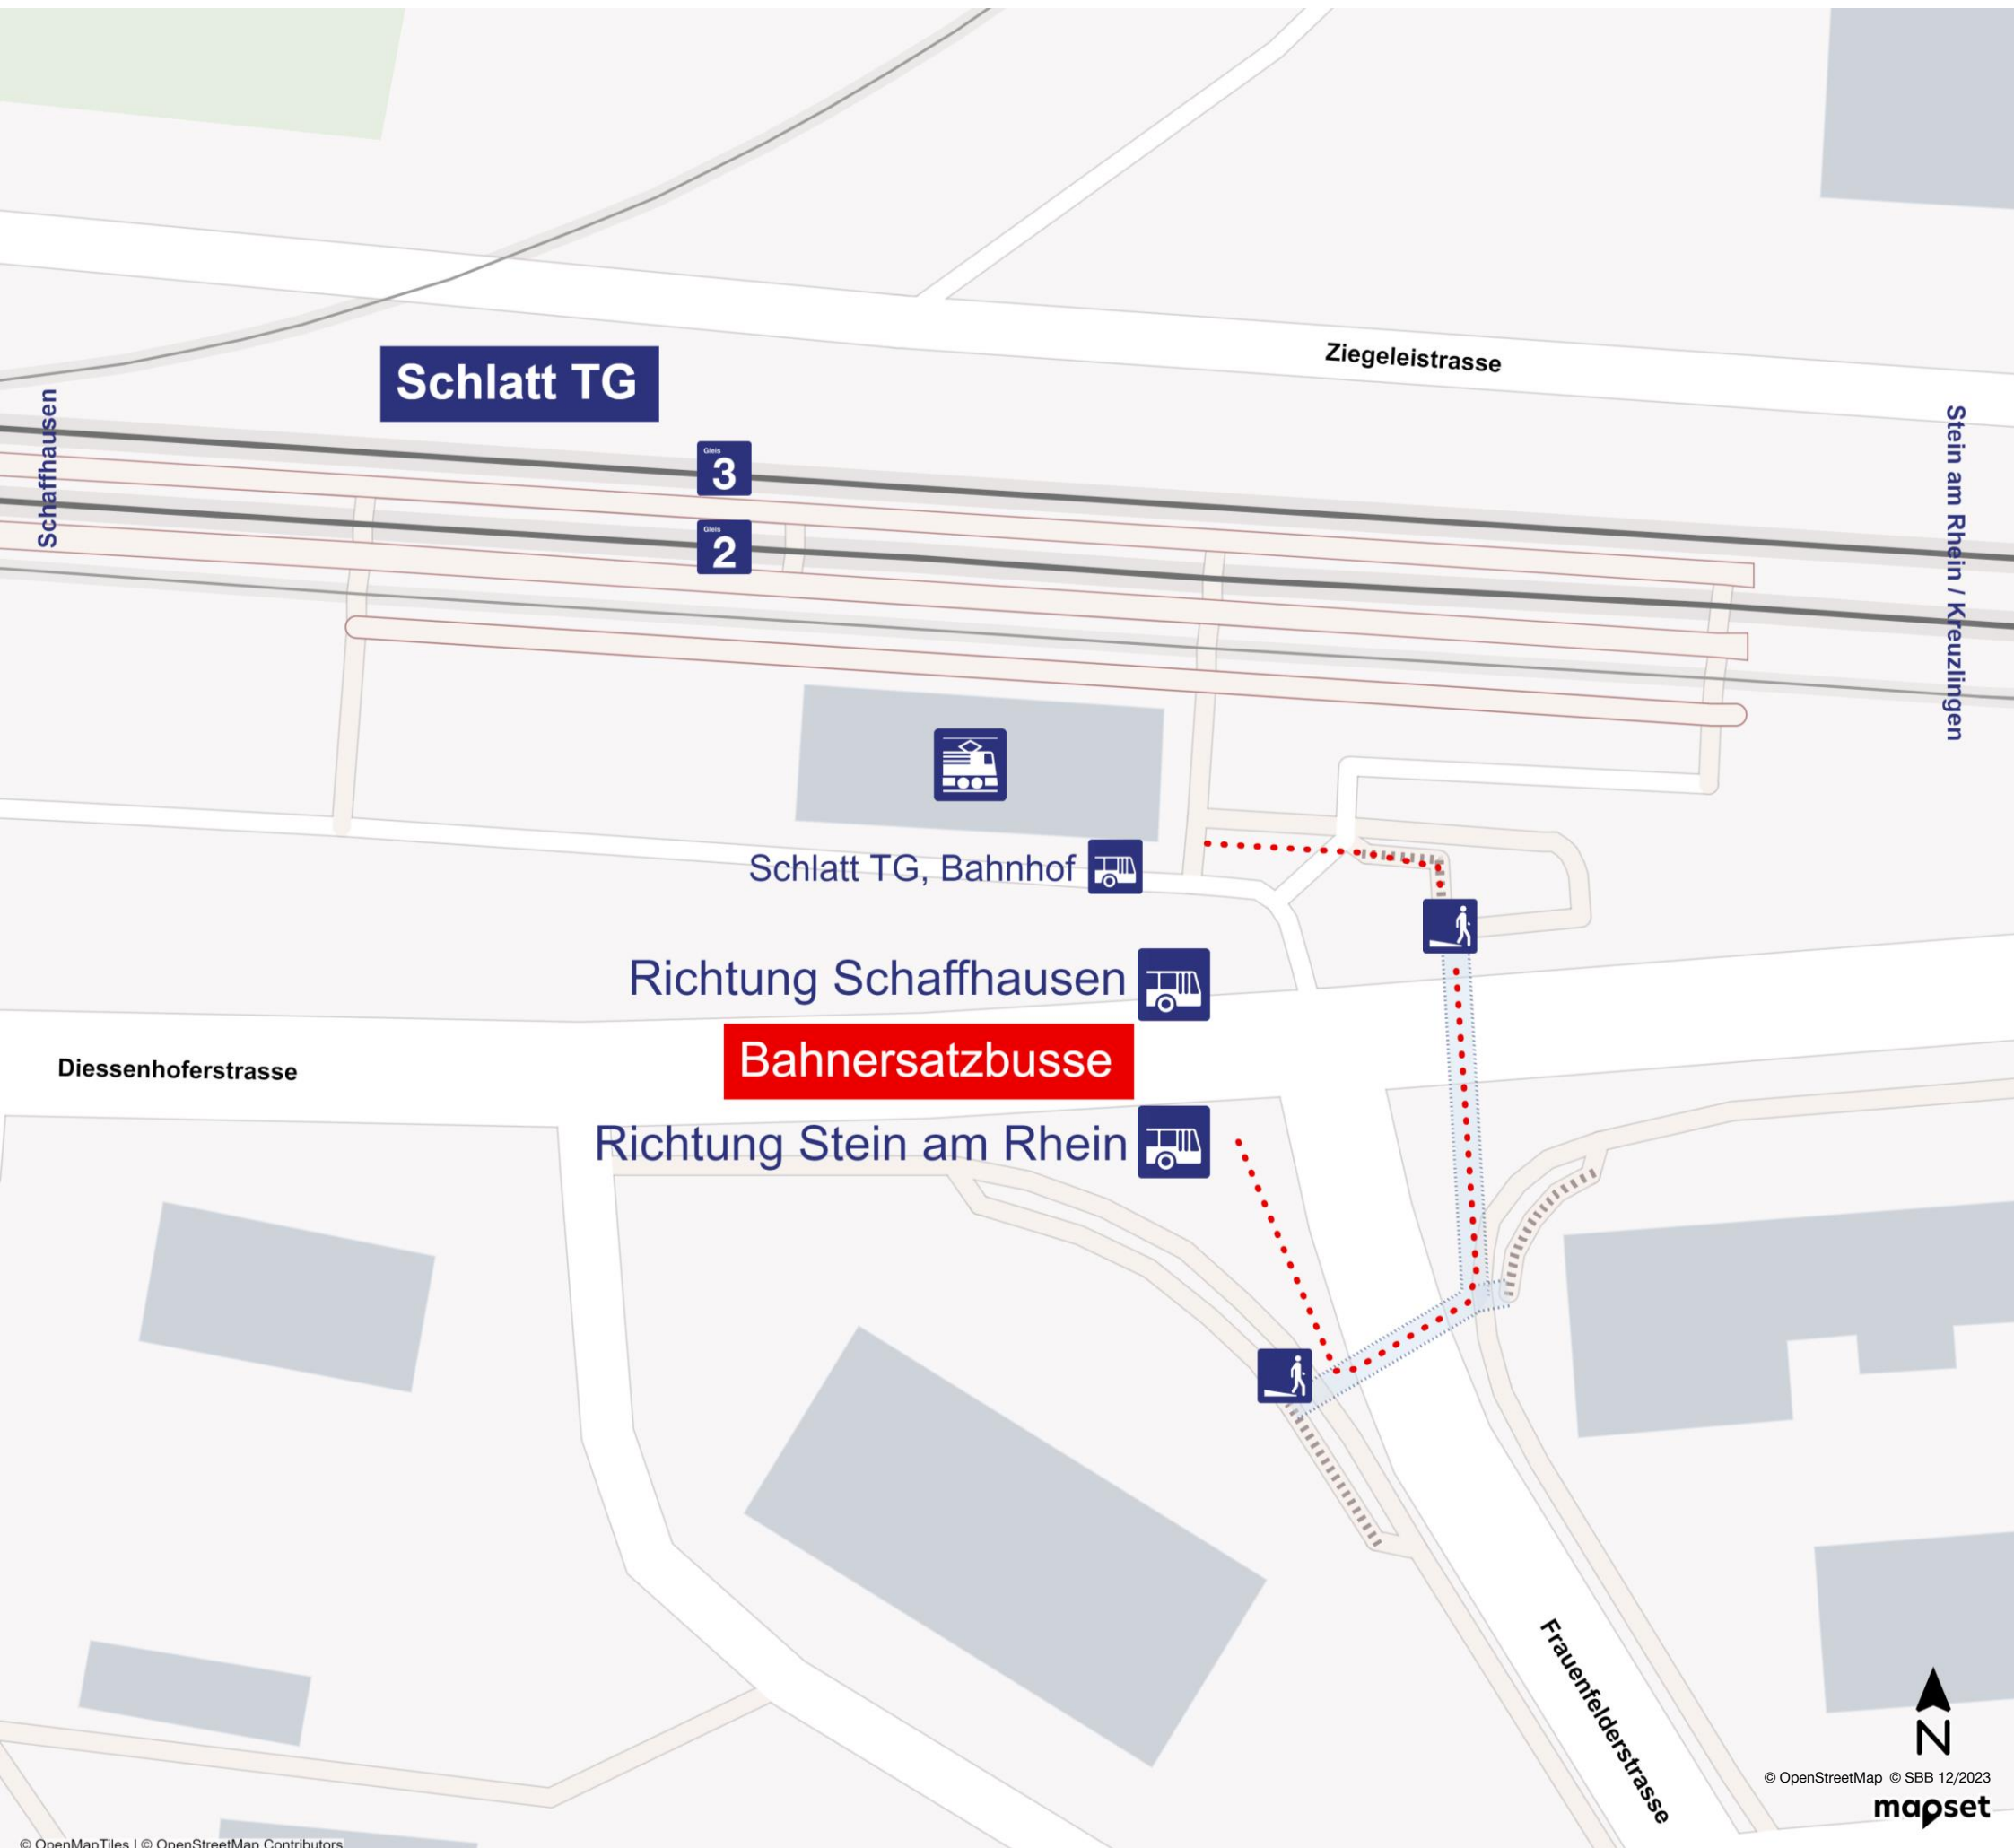 Ziegeleistrasse
Schlatt TG
Schaffhausen
Stein am Rhein / Kreuzlingen
Gleis
3
Gleis
2
Schlatt TG, Bahnhof
Richtung Schaffhausen
Bahnersatzbusse
Diessenhoferstrasse
Richtung Stein am Rhein
Frauenfelderstrasse
N
© OpenStreetMap © SBB 12/2023
mapset
© OpenMapTiles | © OpenStreetMap Contributors